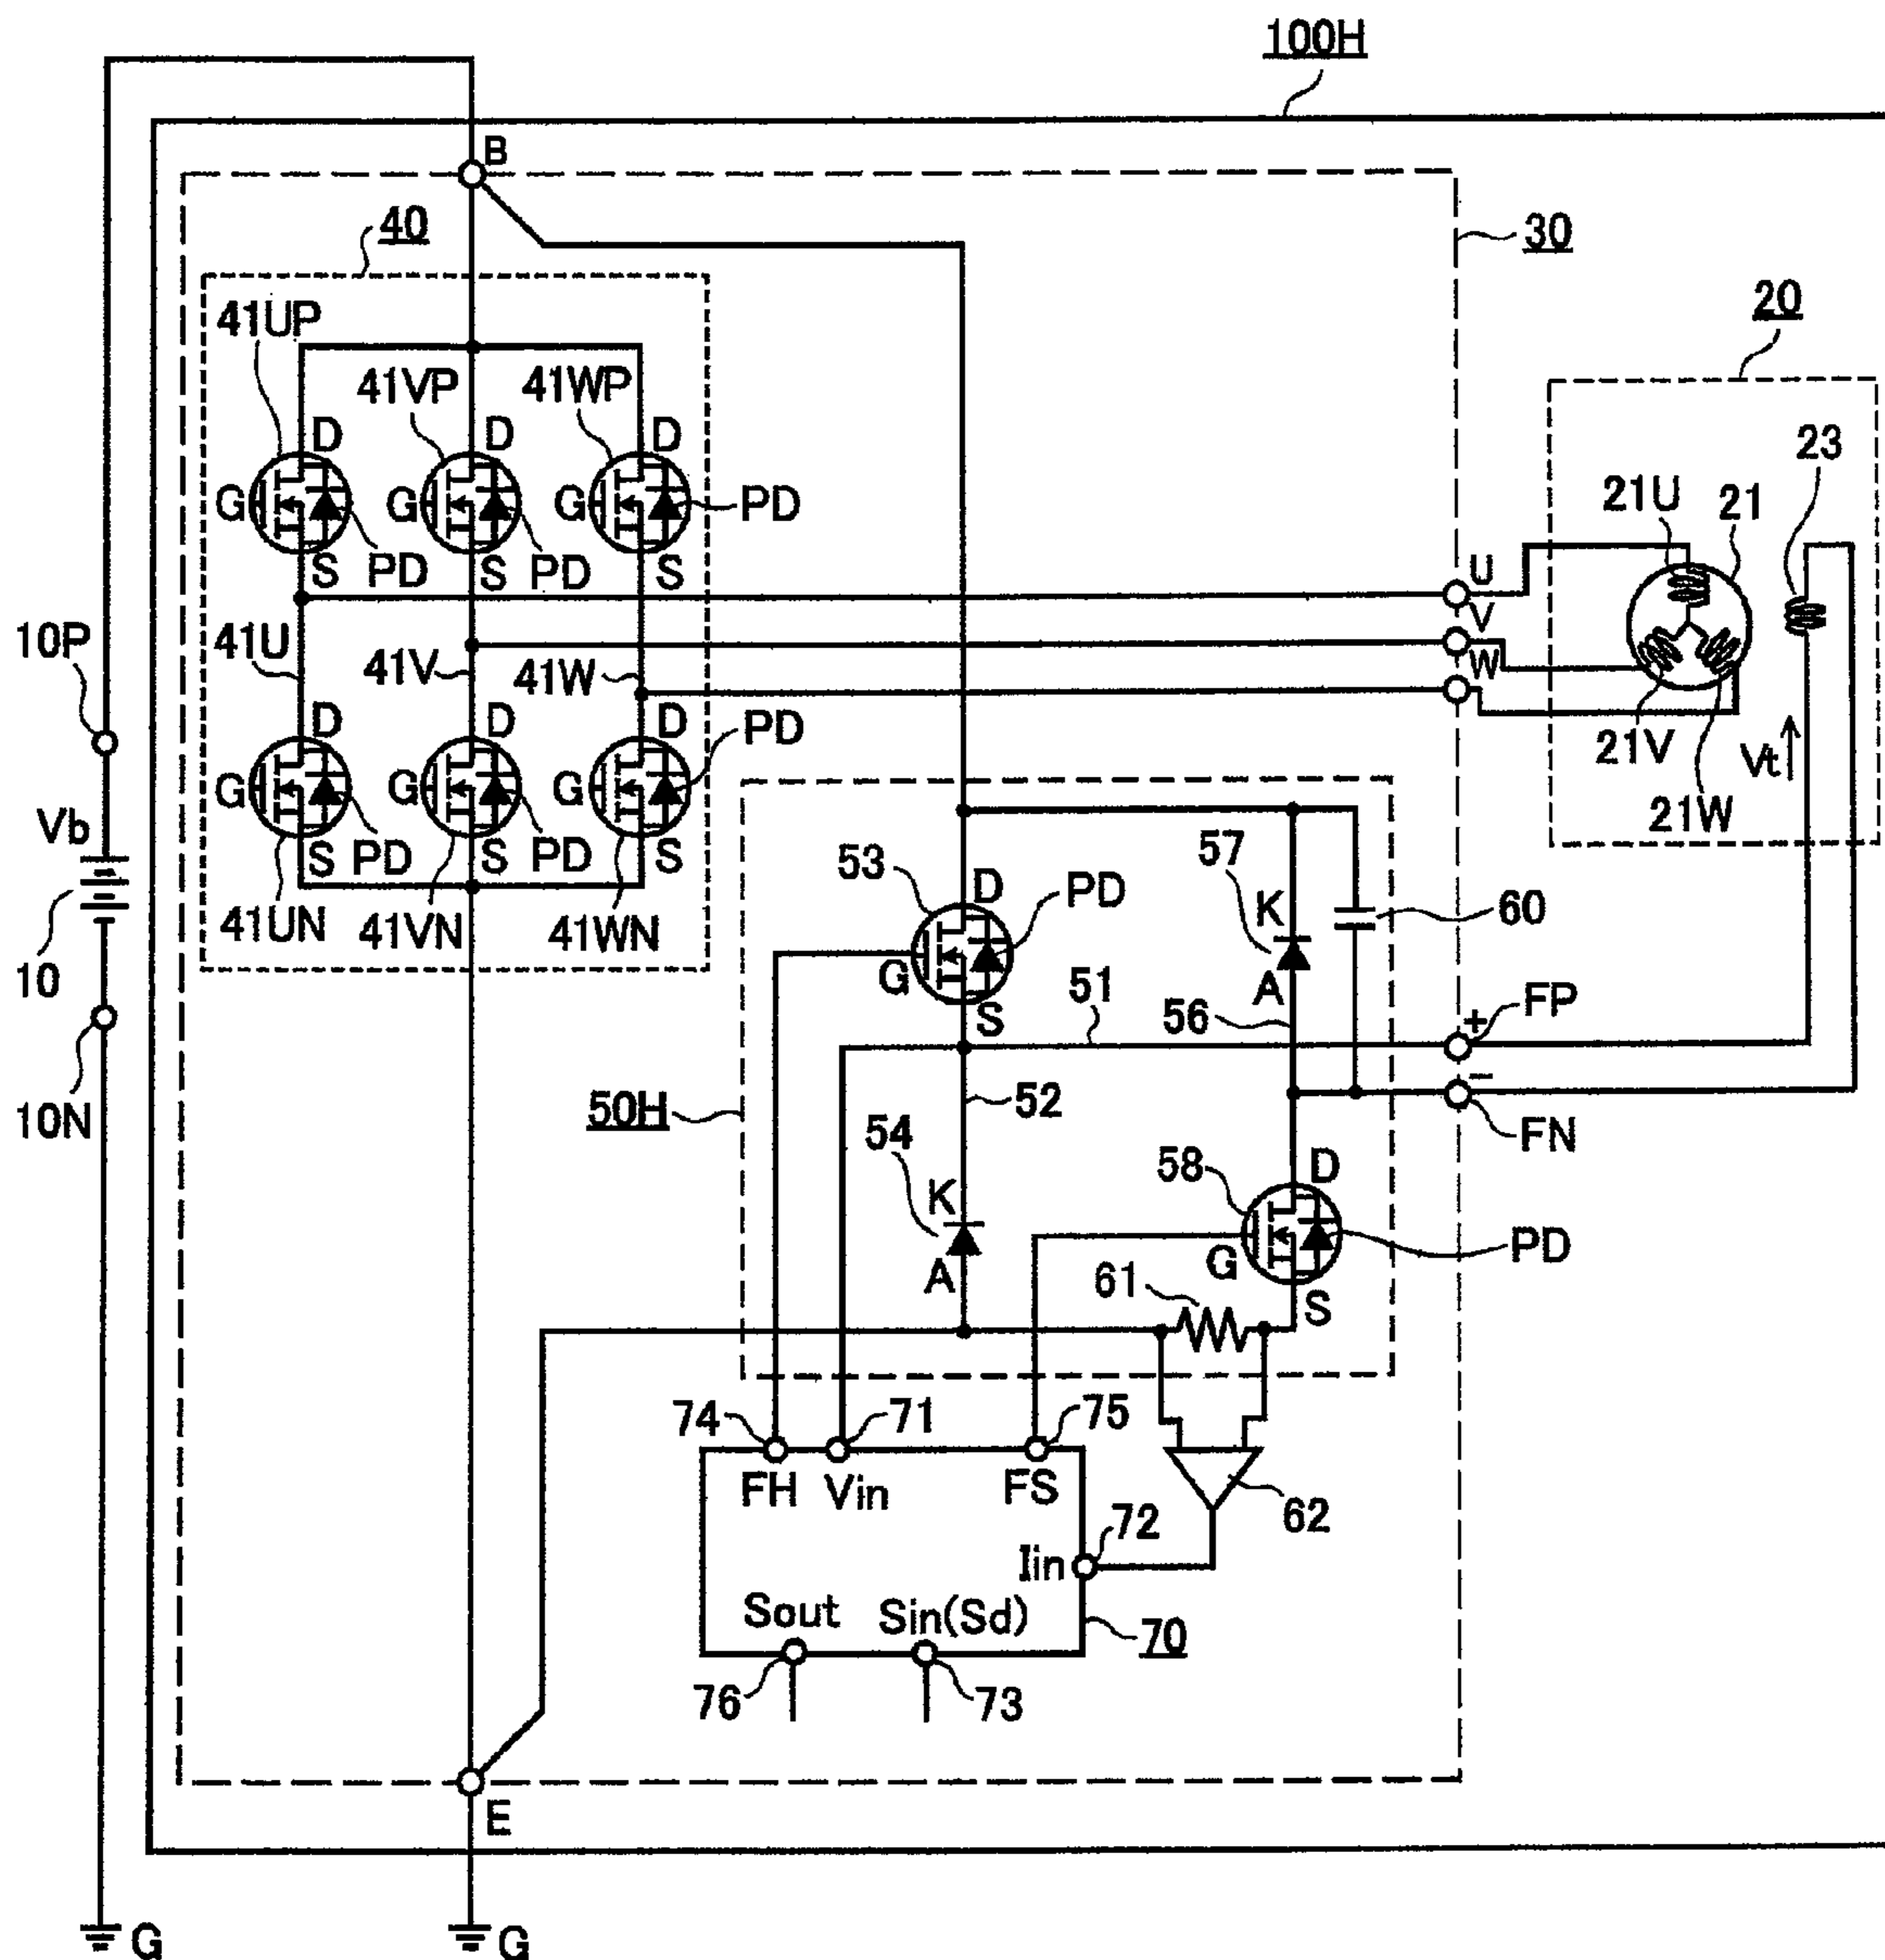 100H
B
40
30
41UP
20
41VP
41WP
D
D
D
23
G
G
G
PD
21U
21
S
PD
S
PD
S
U
V
10P
41U
41V
41W
W
D
D
D
PD
G
G
G
21V
Vt
Vb
S
PD
S
PD
S
21W
53
D
PD
57
K
60
41UN
41VN
41WN
10
G
A
51
FP
S
56
+
10N
50H
52
-
FN
54
58
D
K
G
PD
A
61
S
74
71
75
FH
Vin
FS
62
72
Iin
Sout
Sin(Sd)
70
76
73
E
G
G